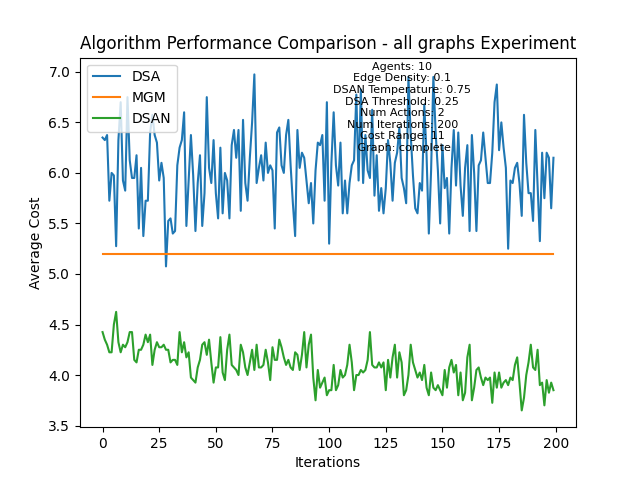 Algorithm Performance Comparison - all graphs Experiment
DSA
MGM
DSAN
Agents: 10
Edge Density: 0.1
DSAN Temperature: 0.75
DSA Threshold: 0.25
Num Actions: 2
Num Iterations: 200
Cost Range: 11
Graph: complete
Average Cost
7.0
6.5
6.0
5.5
5.0
4.5
4.0
3.5
0
25
50
75
100
125
150
175
200
Iterations